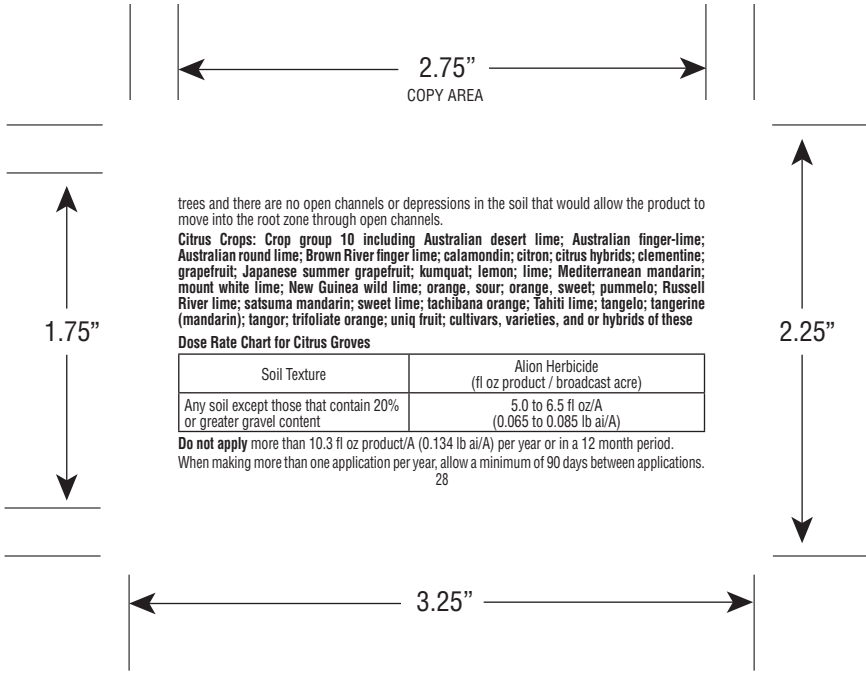 2.75”
COPY AREA
trees and there are no open channels or depressions in the soil that would allow the product to
move into the root zone through open channels.
Citrus Crops: Crop group 10 including Australian desert lime; Australian finger-lime;
Australian round lime; Brown River finger lime; calamondin; citron; citrus hybrids; clementine;
grapefruit; Japanese summer grapefruit; kumquat; lemon; lime; Mediterranean mandarin;
mount white lime; New Guinea wild lime; orange, sour; orange, sweet; pummelo; Russell
River lime; satsuma mandarin; sweet lime; tachibana orange; Tahiti lime; tangelo; tangerine
(mandarin); tangor; trifoliate orange; uniq fruit; cultivars, varieties, and or hybrids of these
1.75”
2.25”
Dose Rate Chart for Citrus Groves
Soil Texture
Alion Herbicide
(fl oz product / broadcast acre)
Any soil except those that contain 20%
or greater gravel content
5.0 to 6.5 fl oz/A
(0.065 to 0.085 lb ai/A)
Do not apply more than 10.3 fl oz product/A (0.134 lb ai/A) per year or in a 12 month period.
When making more than one application per year, allow a minimum of 90 days between applications.
28
3.25”